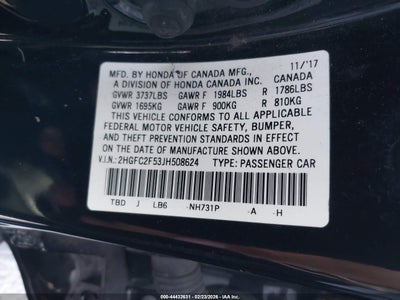 MFD. BY HONDA OF CANADA MFG., 11/17
A DIVISION OF HONDA CANADA INC. CANADA
GVWR 3737LBS GAWR F 1984LBS R 1786LBS
GVWR 1695KG GAWR F 900KG R 810KG
THIS VEHICLE CONFORMS TO ALL APPLICABLE
FEDERAL MOTOR VEHICLE SAFETY, BUMPER,
AND THEFT PREVENTION STANDARDS IN EFFECT
ON THE DATE OF MANUFACTURE SHOWN ABOVE.
V.I.N.: 2HGFC2F53JH508624 TYPE: PASSENGER CAR
TBD J LB6 NH731P A H
000-44432631 - 02/23/2026 - IAA